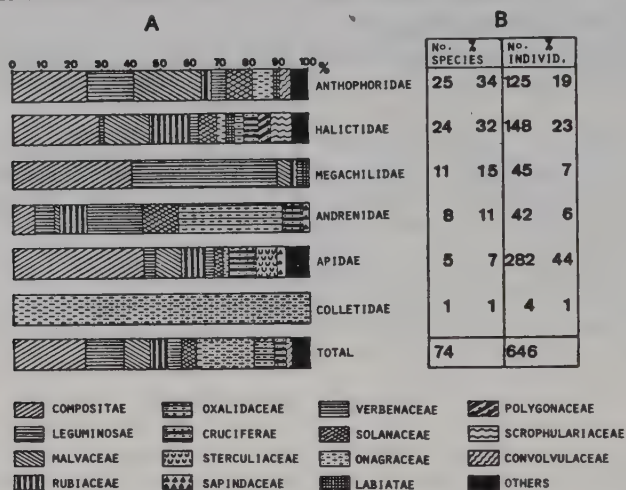 A B
0 10 20 30 40 50 60 70 80 90 100 %
No. % No. %
SPECIES INDIVID.
ANTHOPHORIDAE 25 34 125 19
HALICTIDAE 24 32 148 23
MEGACHILIDAE 11 15 45 7
ANDRENIDAE 8 11 42 6
APIDAE 5 7 282 44
COLLETIDAE 1 1 4 1
TOTAL 74 646
COMPOSITAE OXALIDACEAE VERBENACEAE POLYGONACEAE
LEGUMINOSAE CRUCIFERAE SOLANACEAE SCROPHULARIACEAE
MALVACEAE STERCULIACEAE ONAGRACEAE CONVOLVULACEAE
RUBIACEAE SAPINDACEAE LABIATAE OTHERS